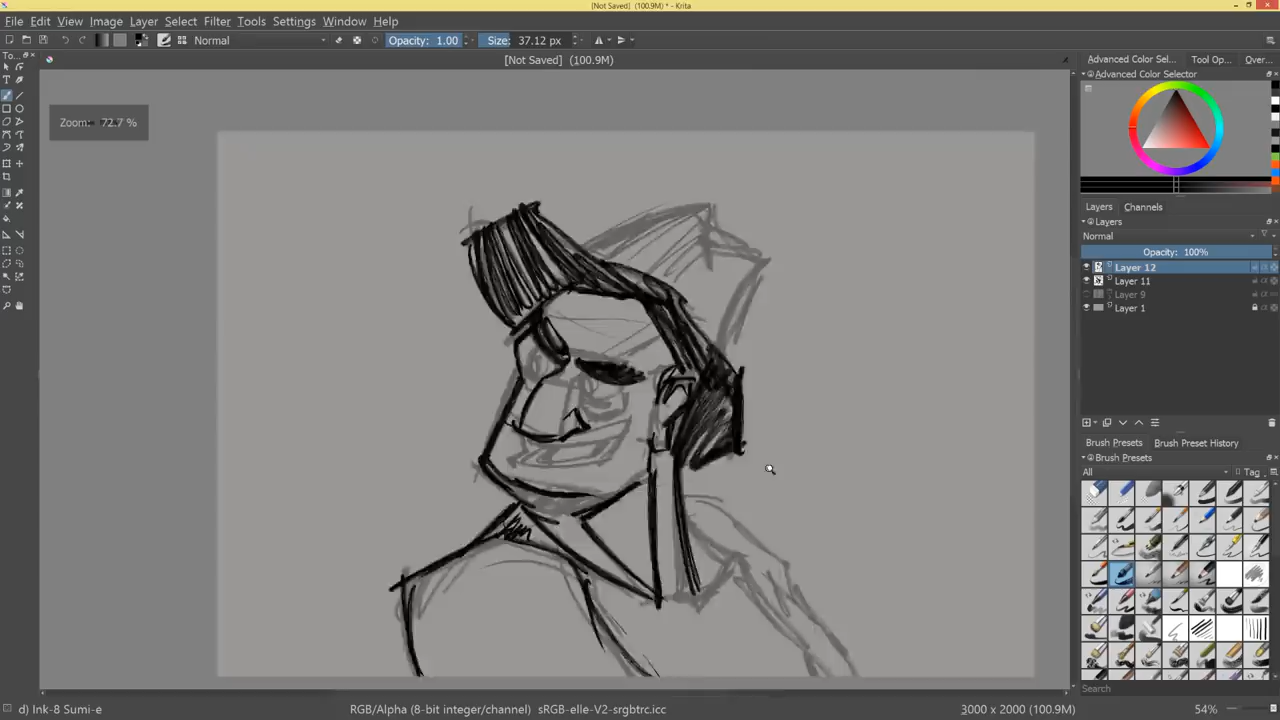 [Not Saved] (100.9M) * - Krita
File Edit View Image Layer Select Filter Tools Settings Window Help
Normal Opacity: 1.00 Size: 37.12 px
To...
[Not Saved] (100.9M)
Advanced Color Sel... Tool Op... Over...
Advanced Color Selector
Zoom: 72.7 %
Layers Channels
Layers
Normal
Opacity: 100%
Layer 12
Layer 11
Layer 9
Layer 1
Brush Presets Brush Preset History
Brush Presets
All Tag
Search
d) Ink-8 Sumi-e RGB/Alpha (8-bit integer/channel) sRGB-elle-V2-srgbtrc.icc 3000 x 2000 (100.9M) 54%